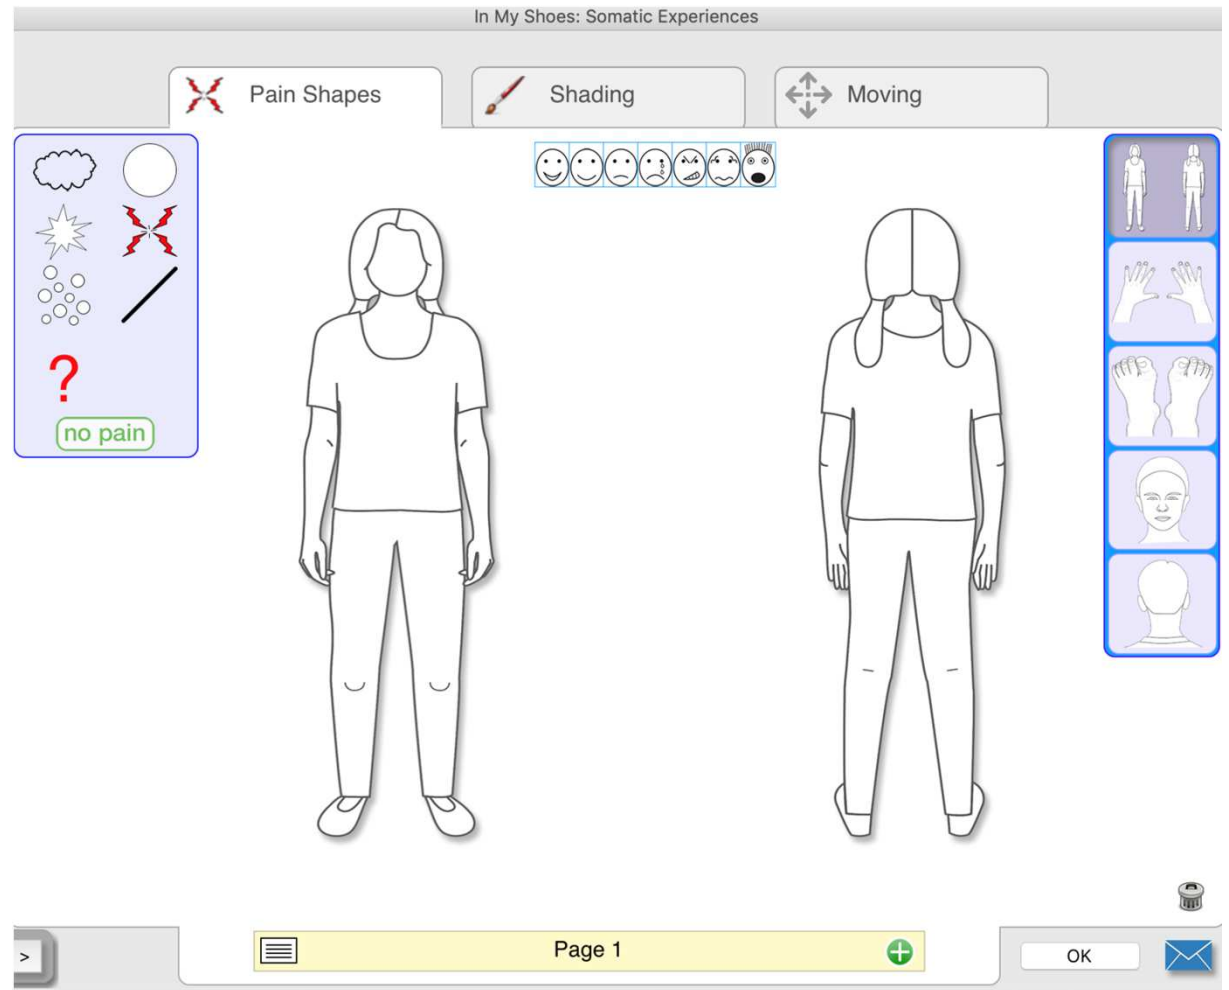 In My Shoes: Somatic Experiences
Pain Shapes
Shading
Moving
?
no pain
Page 1
>
OK